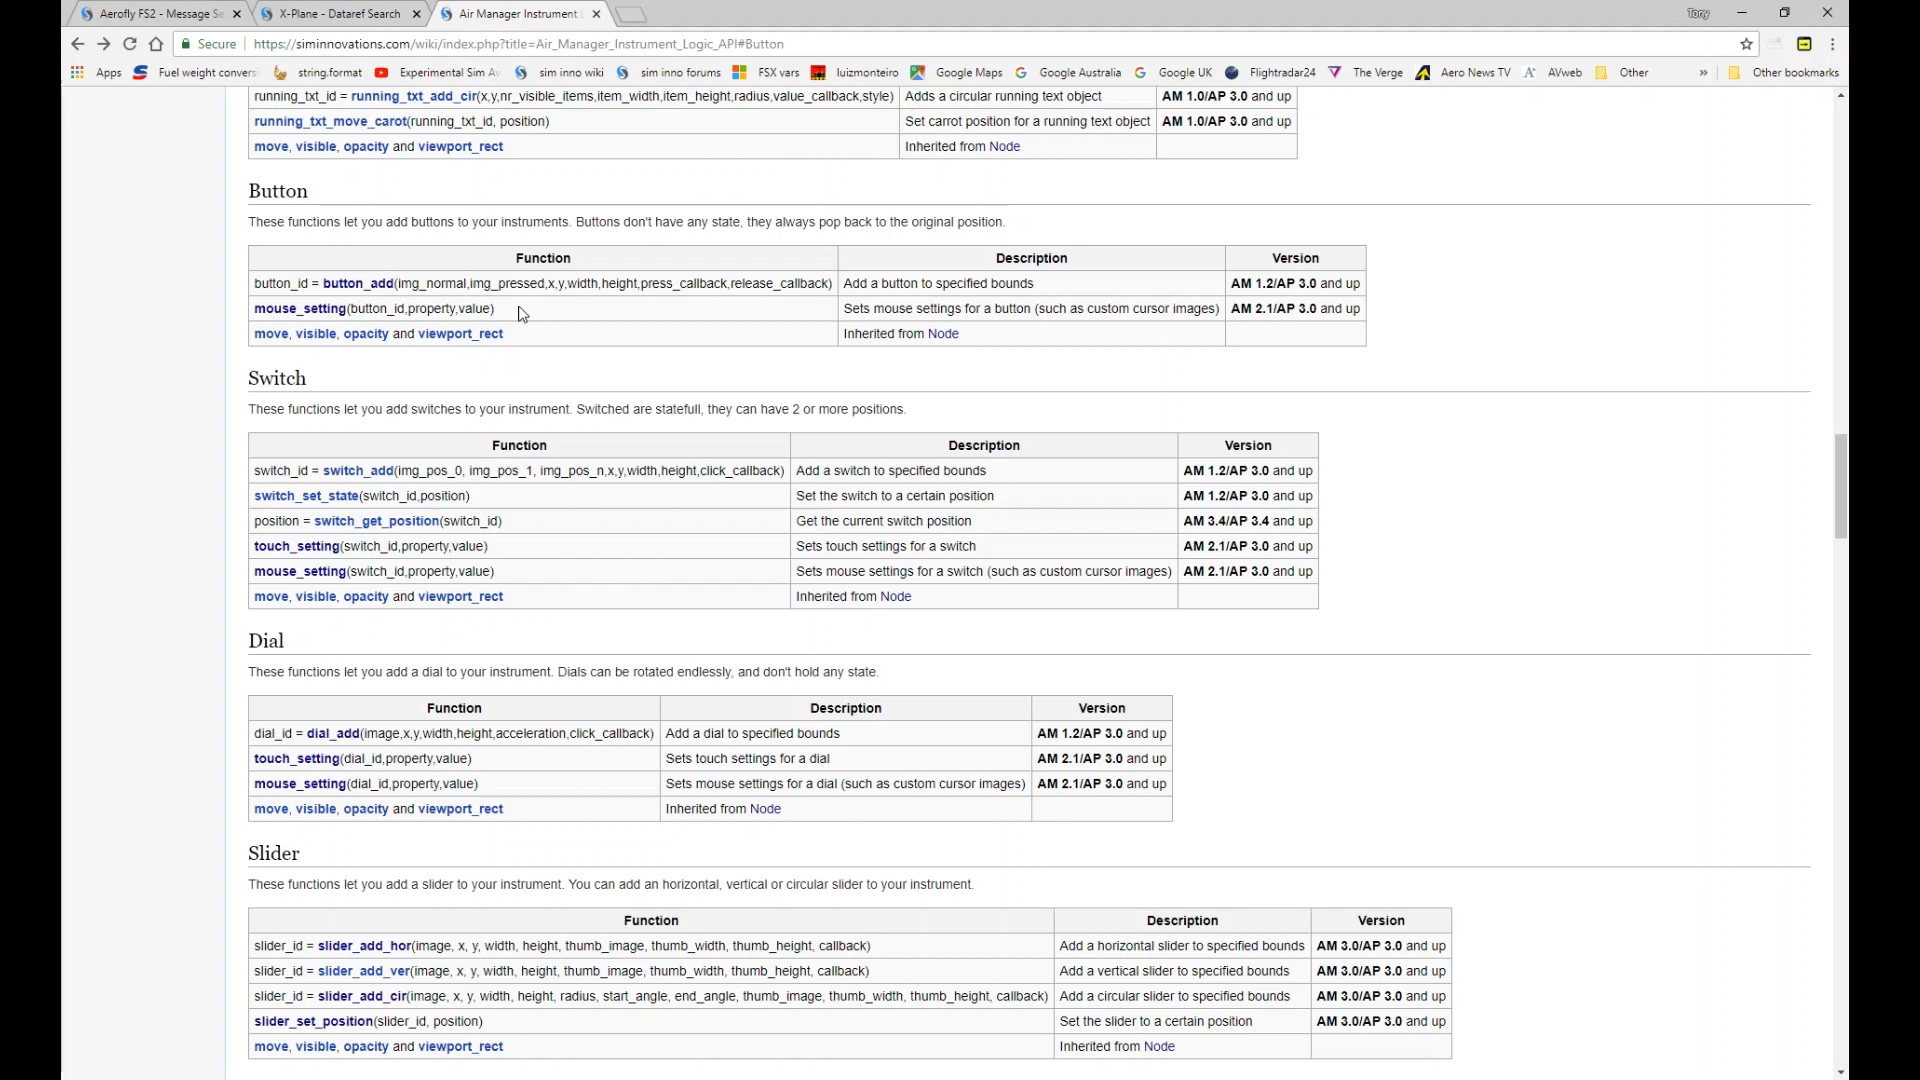 Aerofly FS2 - Message Se
X-Plane - Dataref Search
Air Manager Instrument
Tony
Secure
https://siminnovations.com/wiki/index.php?title=Air_Manager_Instrument_Logic_API#Button
Apps
Fuel weight convers
string.format
Experimental Sim Av
sim inno wiki
sim inno forums
FSX vars
luizmonteiro
Google Maps
Google Australia
Google UK
Flightradar24
The Verge
Aero News TV
AVweb
Other
»
Other bookmarks
running_txt_id = running_txt_add_cir(x,y,nr_visible_items,item_width,item_height,radius,value_callback,style) Adds a circular running text object AM 1.0/AP 3.0 and up
running_txt_move_carot(running_txt_id, position) Set carrot position for a running text object AM 1.0/AP 3.0 and up
move, visible, opacity and viewport_rect Inherited from Node
Button
These functions let you add buttons to your instruments. Buttons don't have any state, they always pop back to the original position.
Function Description Version
button_id = button_add(img_normal,img_pressed,x,y,width,height,press_callback,release_callback) Add a button to specified bounds AM 1.2/AP 3.0 and up
mouse_setting(button_id,property,value) Sets mouse settings for a button (such as custom cursor images) AM 2.1/AP 3.0 and up
move, visible, opacity and viewport_rect Inherited from Node
Switch
These functions let you add switches to your instrument. Switched are statefull, they can have 2 or more positions.
Function Description Version
switch_id = switch_add(img_pos_0, img_pos_1, img_pos_n,x,y,width,height,click_callback) Add a switch to specified bounds AM 1.2/AP 3.0 and up
switch_set_state(switch_id,position) Set the switch to a certain position AM 1.2/AP 3.0 and up
position = switch_get_position(switch_id) Get the current switch position AM 3.4/AP 3.4 and up
touch_setting(switch_id,property,value) Sets touch settings for a switch AM 2.1/AP 3.0 and up
mouse_setting(switch_id,property,value) Sets mouse settings for a switch (such as custom cursor images) AM 2.1/AP 3.0 and up
move, visible, opacity and viewport_rect Inherited from Node
Dial
These functions let you add a dial to your instrument. Dials can be rotated endlessly, and don't hold any state.
Function Description Version
dial_id = dial_add(image,x,y,width,height,acceleration,click_callback) Add a dial to specified bounds AM 1.2/AP 3.0 and up
touch_setting(dial_id,property,value) Sets touch settings for a dial AM 2.1/AP 3.0 and up
mouse_setting(dial_id,property,value) Sets mouse settings for a dial (such as custom cursor images) AM 2.1/AP 3.0 and up
move, visible, opacity and viewport_rect Inherited from Node
Slider
These functions let you add a slider to your instrument. You can add an horizontal, vertical or circular slider to your instrument.
Function Description Version
slider_id = slider_add_hor(image, x, y, width, height, thumb_image, thumb_width, thumb_height, callback) Add a horizontal slider to specified bounds AM 3.0/AP 3.0 and up
slider_id = slider_add_ver(image, x, y, width, height, thumb_image, thumb_width, thumb_height, callback) Add a vertical slider to specified bounds AM 3.0/AP 3.0 and up
slider_id = slider_add_cir(image, x, y, width, height, radius, start_angle, end_angle, thumb_image, thumb_width, thumb_height, callback) Add a circular slider to specified bounds AM 3.0/AP 3.0 and up
slider_set_position(slider_id, position) Set the slider to a certain position AM 3.0/AP 3.0 and up
move, visible, opacity and viewport_rect Inherited from Node